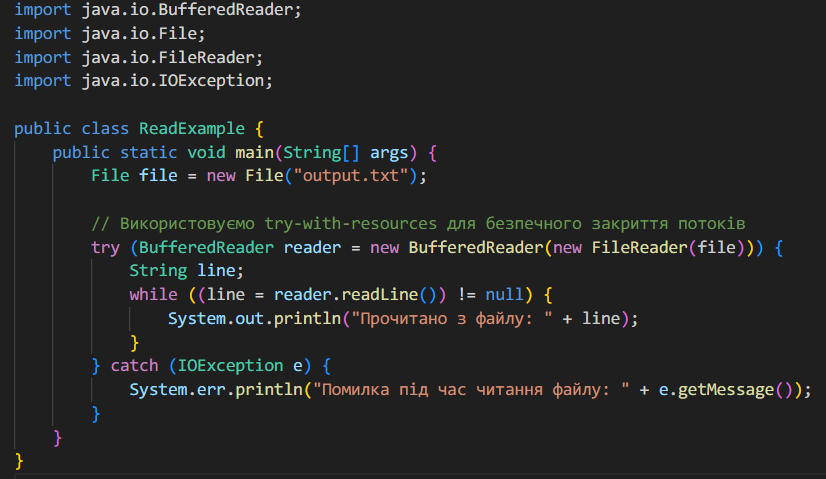 import java.io.BufferedReader;
import java.io.File;
import java.io.FileReader;
import java.io.IOException;

public class ReadExample {
    public static void main(String[] args) {
        File file = new File("output.txt");

        // Використовуємо try-with-resources для безпечного закриття потоків
        try (BufferedReader reader = new BufferedReader(new FileReader(file))) {
            String line;
            while ((line = reader.readLine()) != null) {
                System.out.println("Прочитано з файлу: " + line);
            }
        } catch (IOException e) {
            System.err.println("Помилка під час читання файлу: " + e.getMessage());
        }
    }
}